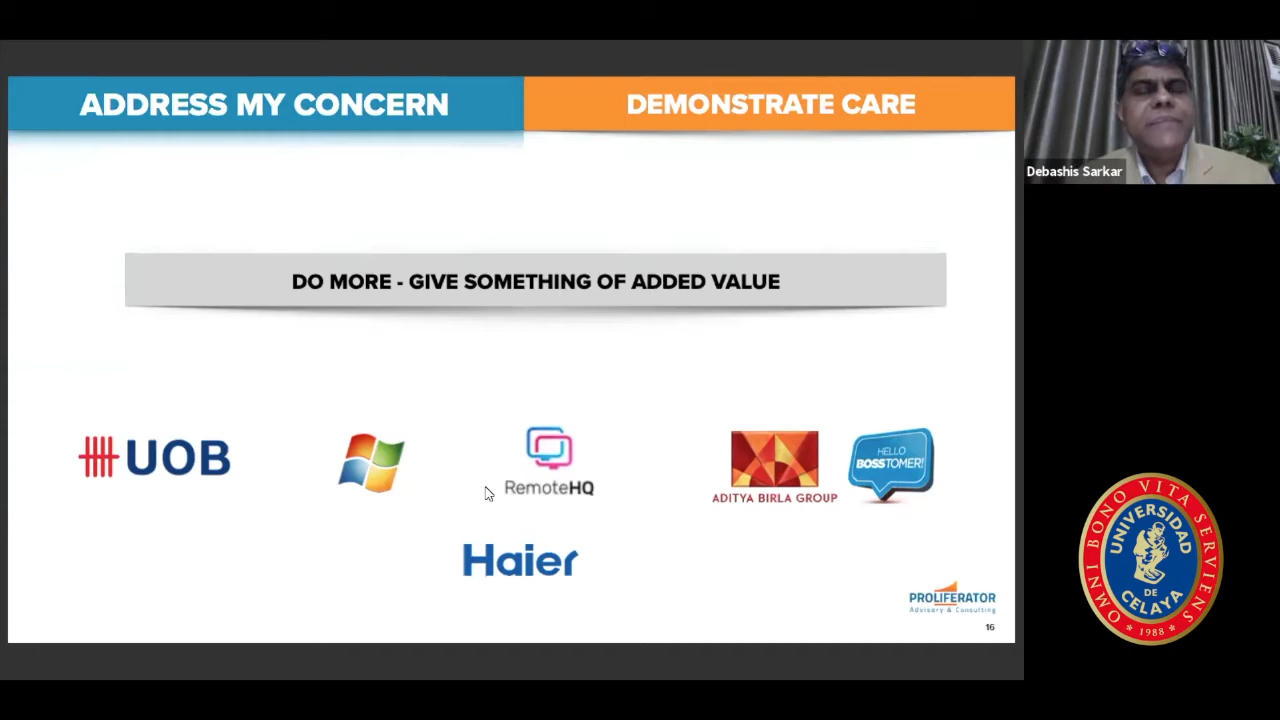 ADDRESS MY CONCERN
DEMONSTRATE CARE
Debashis Sarkar
DO MORE - GIVE SOMETHING OF ADDED VALUE
UOB
RemoteHQ
ADITYA BIRLA GROUP
HELLO
BOSSTOMER!
Haier
PROLIFERATOR
Advisory & Consulting
16
OMNI BONO VITA SERVIENS
UNIVERSIDAD
DE
CELAYA
* 1988 *